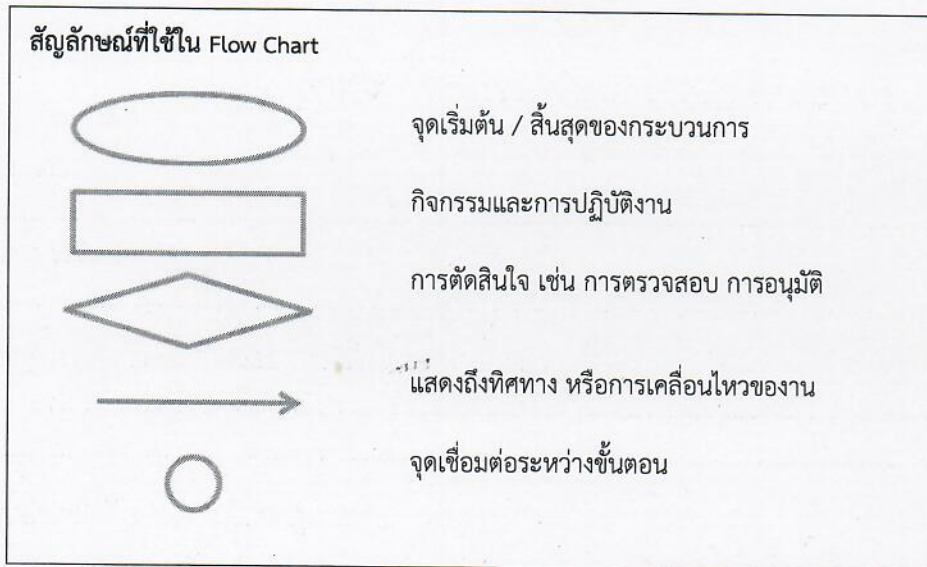 สัญลักษณ์ที่ใช้ใน Flow Chart
จุดเริ่มต้น / สิ้นสุดของกระบวนการ
กิจกรรมและการปฏิบัติงาน
การตัดสินใจ เช่น การตรวจสอบ การอนุมัติ
แสดงถึงทิศทาง หรือการเคลื่อนไหวของงาน
จุดเชื่อมต่อระหว่างขั้นตอน